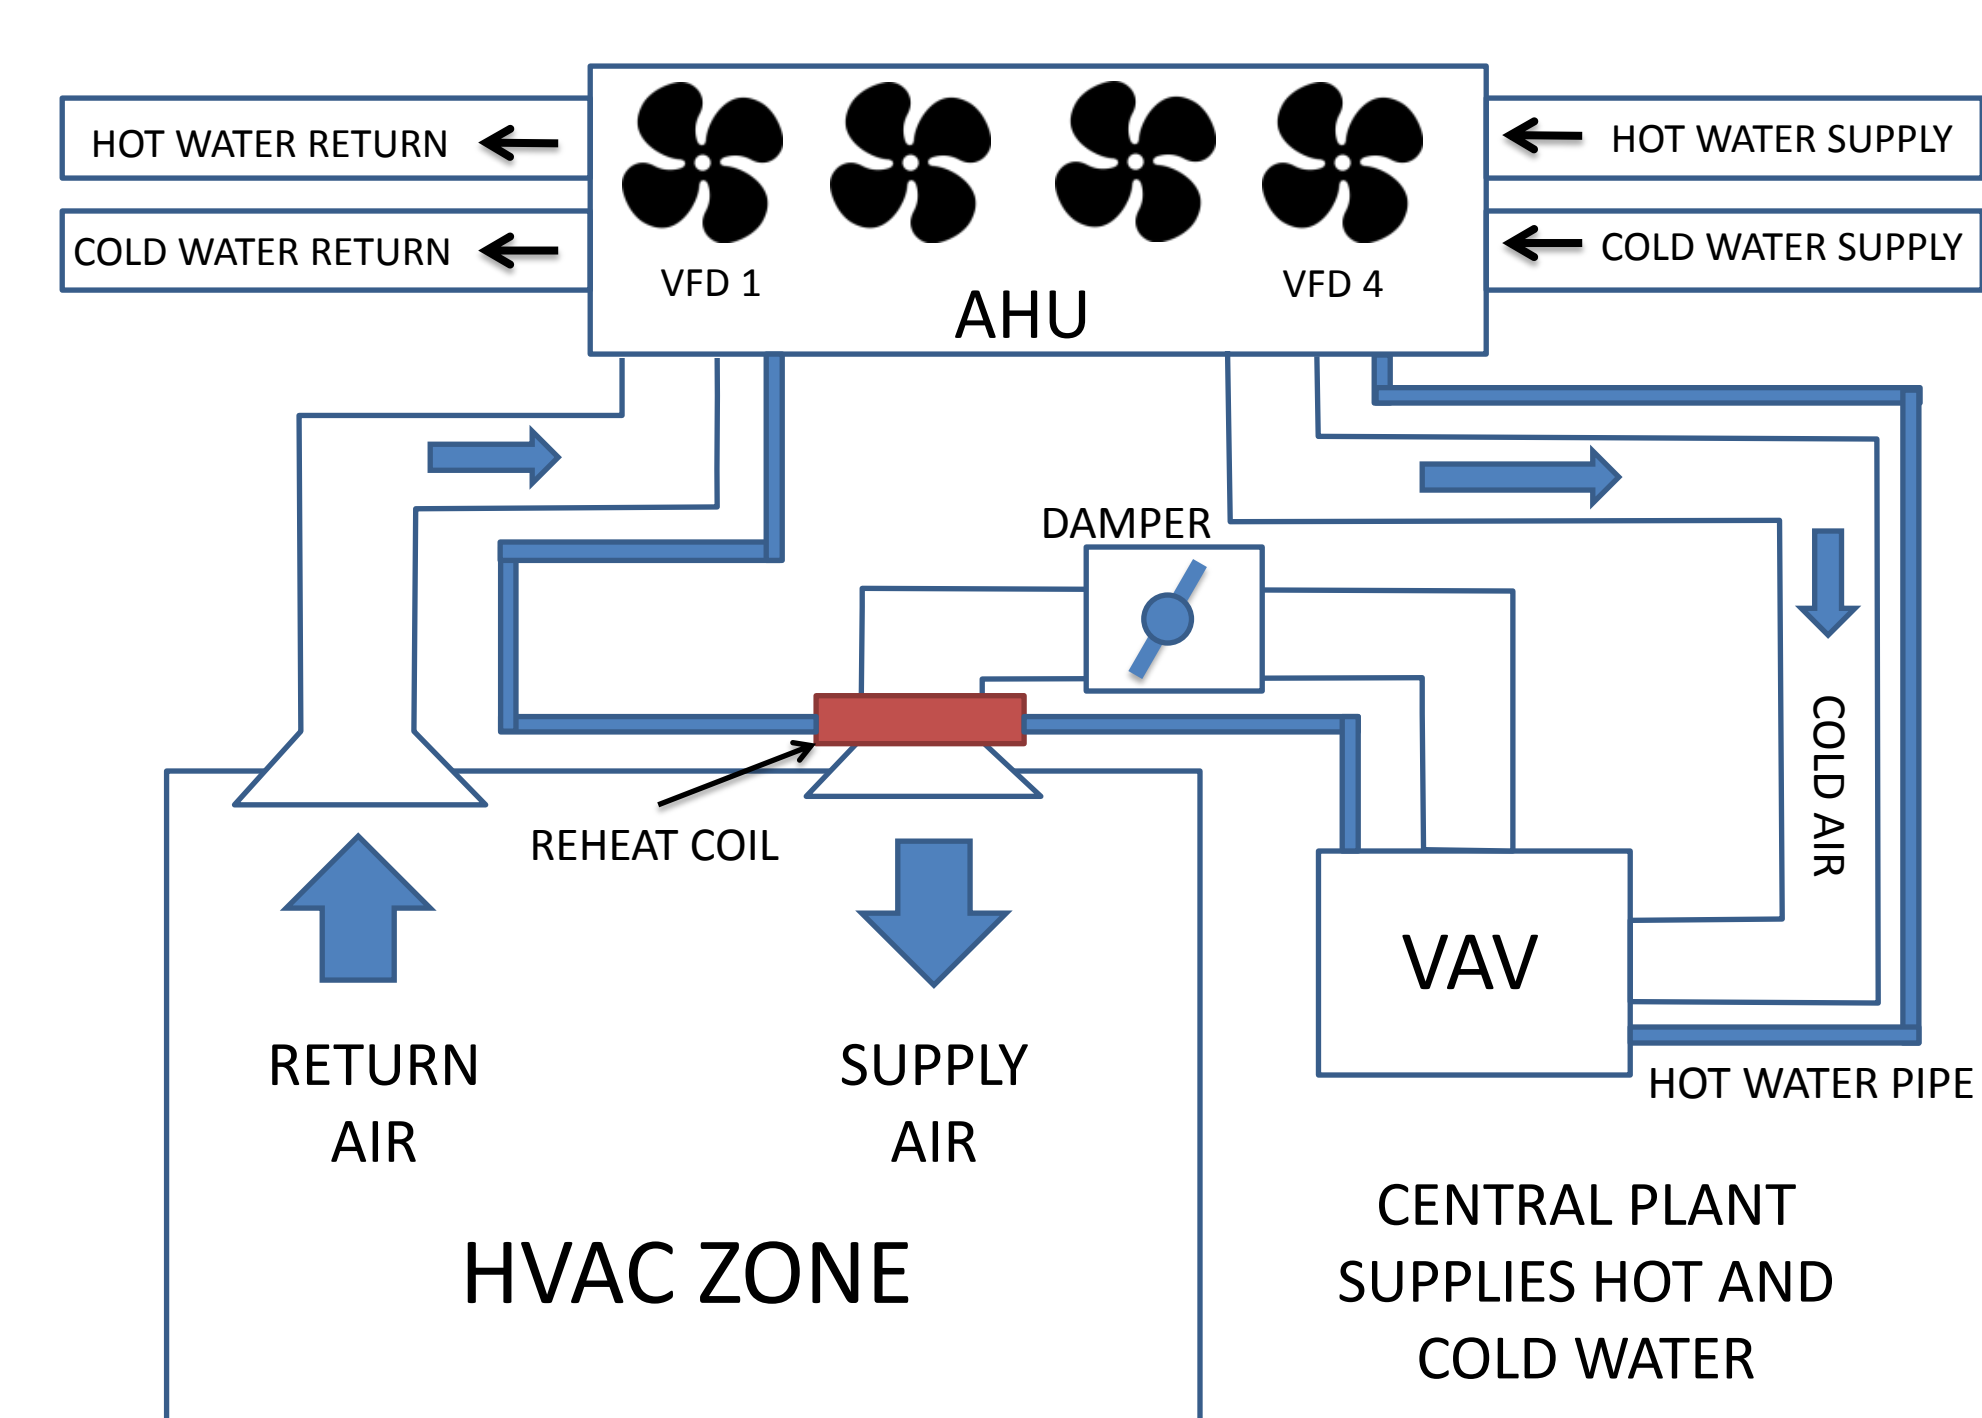 HOT WATER RETURN
HOT WATER SUPPLY
COLD WATER RETURN
COLD WATER SUPPLY
VFD 1
VFD 4
AHU
DAMPER
COLD AIR
REHEAT COIL
VAV
RETURN
AIR
SUPPLY
AIR
HOT WATER PIPE
HVAC ZONE
CENTRAL PLANT
SUPPLIES HOT AND
COLD WATER